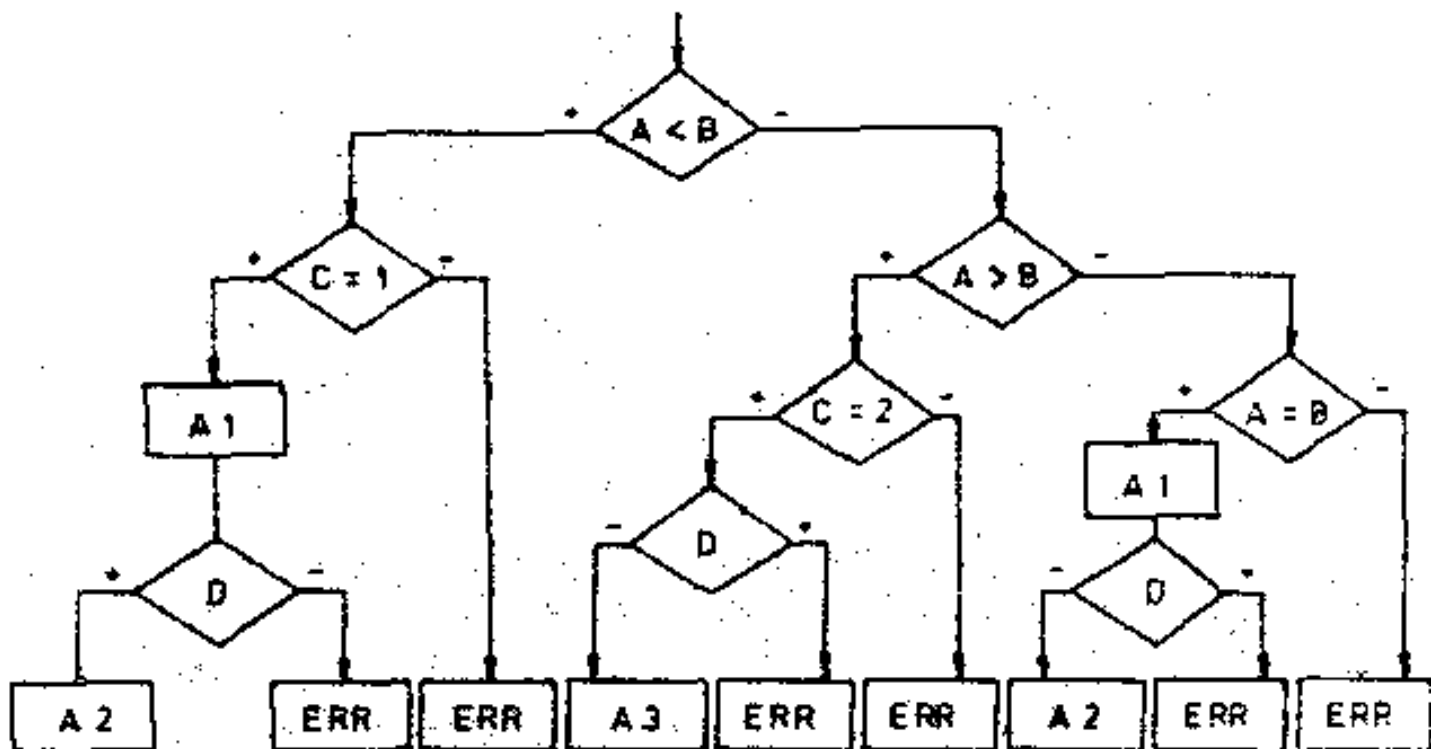 + A < B -
+ C = 1 - + A > B -
A 1 + C = 2 - + A = B -
A 1
- D + - D +
+ D -
A 2 ERR ERR A 3 ERR ERR A 2 ERR ERR